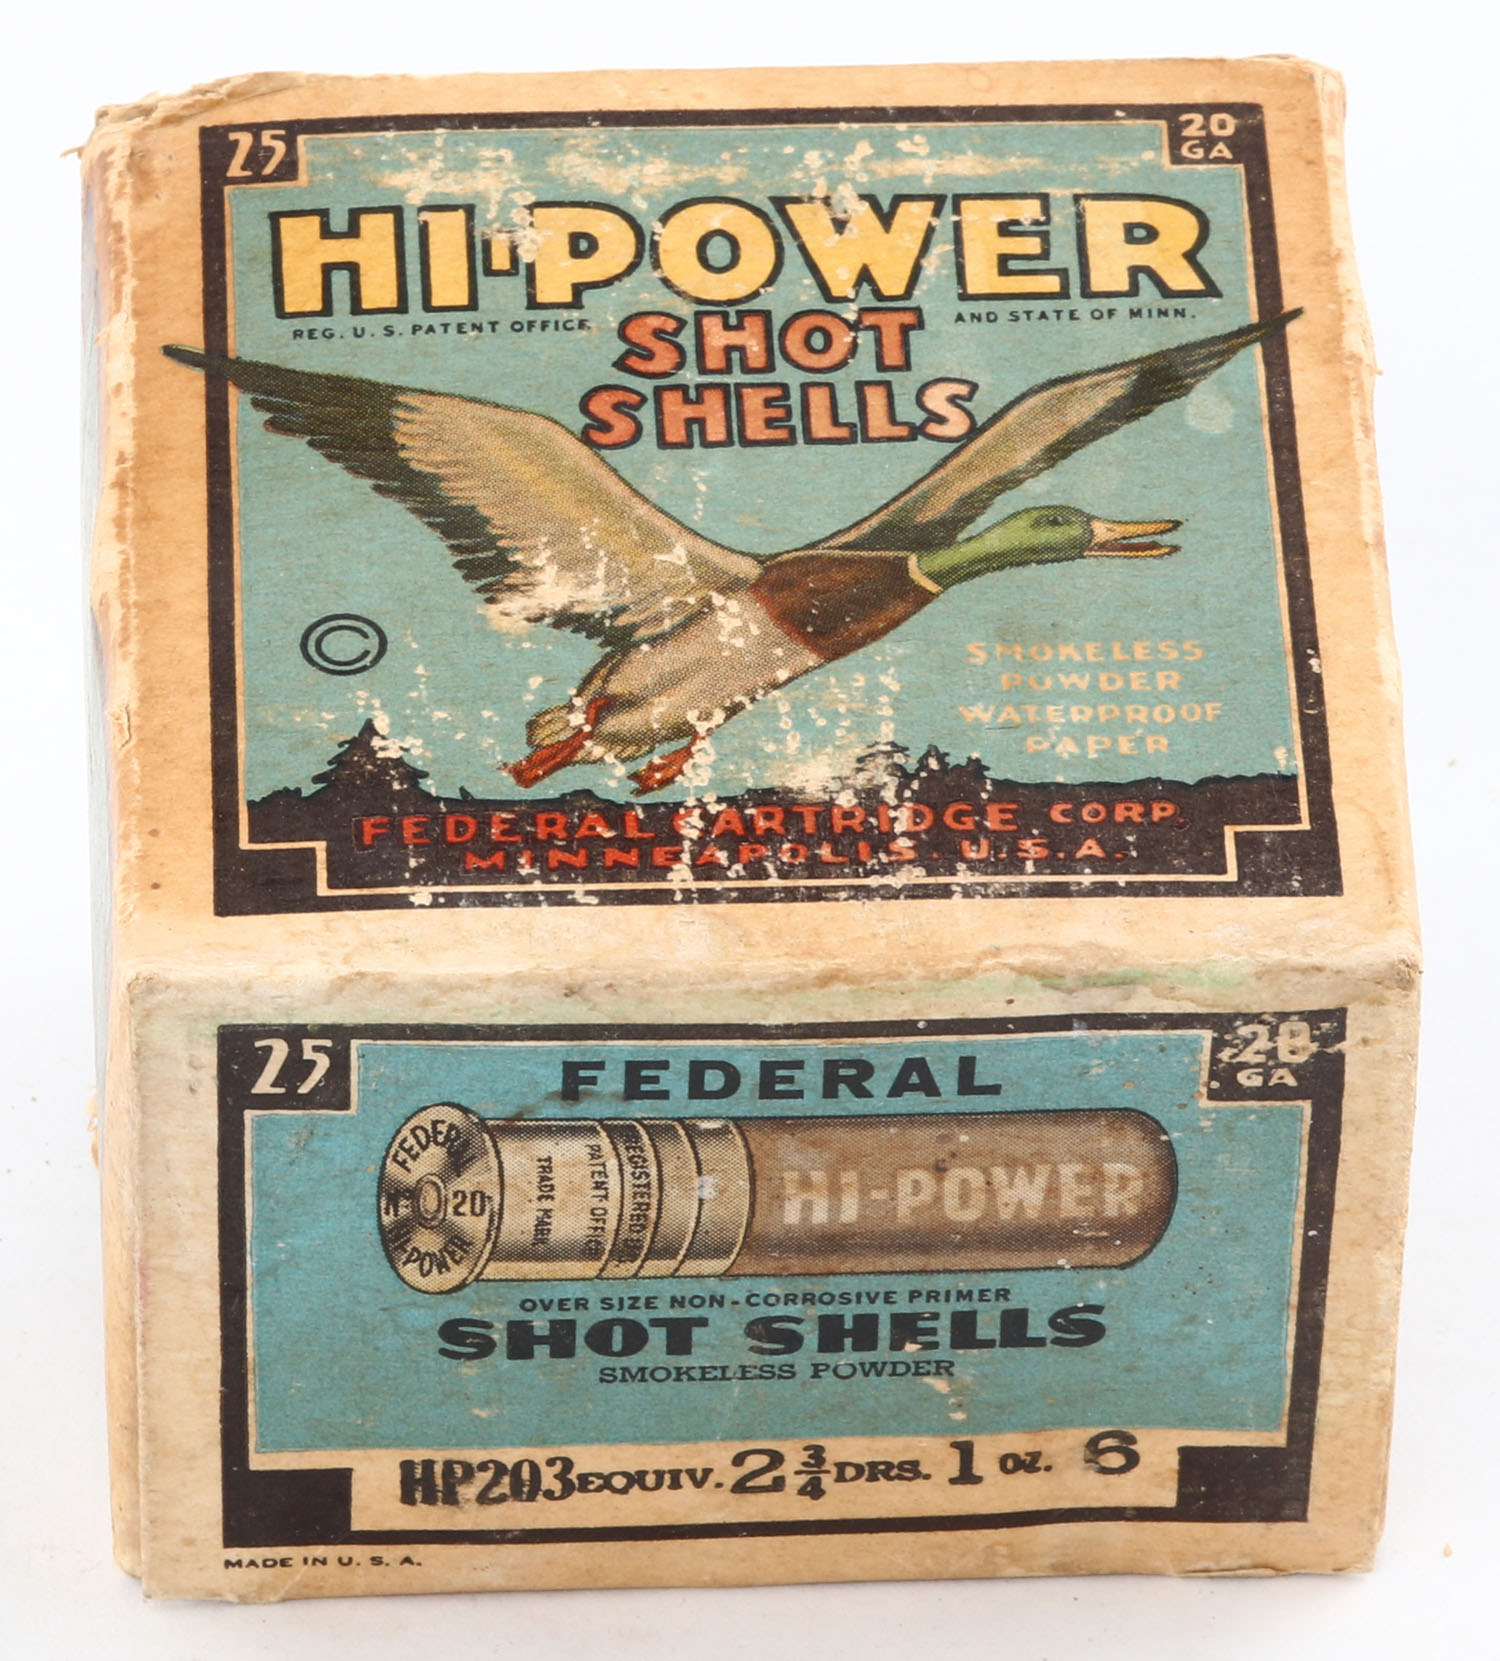 25
20
GA
HI-POWER
REG. U. S. PATENT OFFICE AND STATE OF MINN.
SHOT
SHELLS
©
SMOKELESS
POWDER
WATERPROOF
PAPER
FEDERAL CARTRIDGE CORP.
MINNEAPOLIS. U.S.A.
25
20
GA
FEDERAL
FEDERAL
No 20
HI-POWER
TRADE MARK
PATENT OFFICE
REGISTERED
HI-POWER
OVER SIZE NON-CORROSIVE PRIMER
SHOT SHELLS
SMOKELESS POWDER
HP203 EQUIV. 2 3/4 DRS. 1 oz. 6
MADE IN U. S. A.